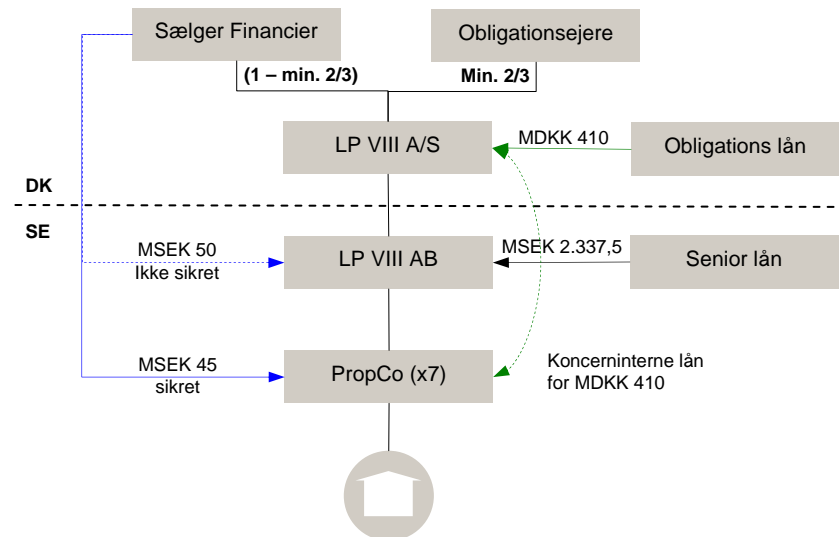 Sælger Financier
Obligationsejere
(1 – min. 2/3)
Min. 2/3
LP VIII A/S
MDKK 410
Obligations lån
DK
SE
MSEK 50
Ikke sikret
LP VIII AB
MSEK 2.337,5
Senior lån
MSEK 45
sikret
PropCo (x7)
Koncerninterne lån
for MDKK 410